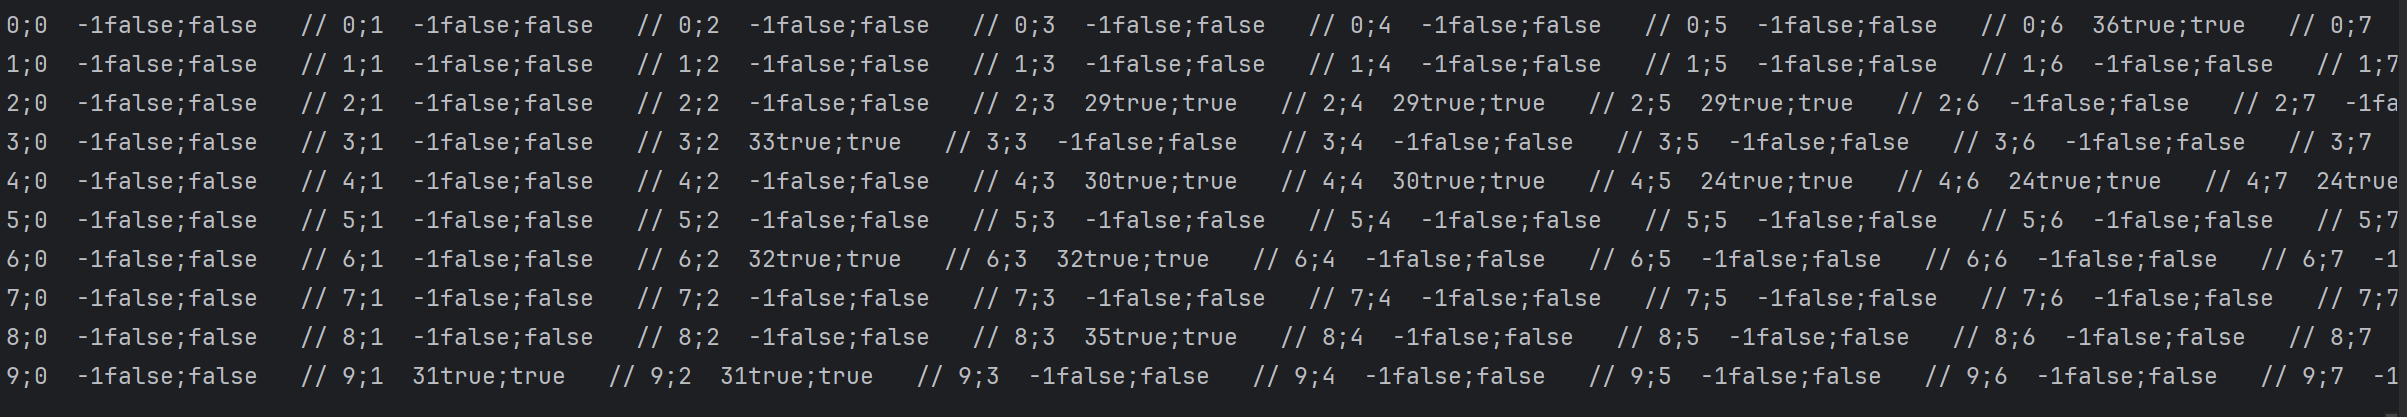 0;0  -1false;false   // 0;1  -1false;false   // 0;2  -1false;false   // 0;3  -1false;false   // 0;4  -1false;false   // 0;5  -1false;false   // 0;6  36true;true   // 0;7
1;0  -1false;false   // 1;1  -1false;false   // 1;2  -1false;false   // 1;3  -1false;false   // 1;4  -1false;false   // 1;5  -1false;false   // 1;6  -1false;false   // 1;7
2;0  -1false;false   // 2;1  -1false;false   // 2;2  -1false;false   // 2;3  29true;true   // 2;4  29true;true   // 2;5  29true;true   // 2;6  -1false;false   // 2;7  -1fa
3;0  -1false;false   // 3;1  -1false;false   // 3;2  33true;true   // 3;3  -1false;false   // 3;4  -1false;false   // 3;5  -1false;false   // 3;6  -1false;false   // 3;7
4;0  -1false;false   // 4;1  -1false;false   // 4;2  -1false;false   // 4;3  30true;true   // 4;4  30true;true   // 4;5  24true;true   // 4;6  24true;true   // 4;7  24true
5;0  -1false;false   // 5;1  -1false;false   // 5;2  -1false;false   // 5;3  -1false;false   // 5;4  -1false;false   // 5;5  -1false;false   // 5;6  -1false;false   // 5;7
6;0  -1false;false   // 6;1  -1false;false   // 6;2  32true;true   // 6;3  32true;true   // 6;4  -1false;false   // 6;5  -1false;false   // 6;6  -1false;false   // 6;7  -1
7;0  -1false;false   // 7;1  -1false;false   // 7;2  -1false;false   // 7;3  -1false;false   // 7;4  -1false;false   // 7;5  -1false;false   // 7;6  -1false;false   // 7;7
8;0  -1false;false   // 8;1  -1false;false   // 8;2  -1false;false   // 8;3  35true;true   // 8;4  -1false;false   // 8;5  -1false;false   // 8;6  -1false;false   // 8;7
9;0  -1false;false   // 9;1  31true;true   // 9;2  31true;true   // 9;3  -1false;false   // 9;4  -1false;false   // 9;5  -1false;false   // 9;6  -1false;false   // 9;7  -1